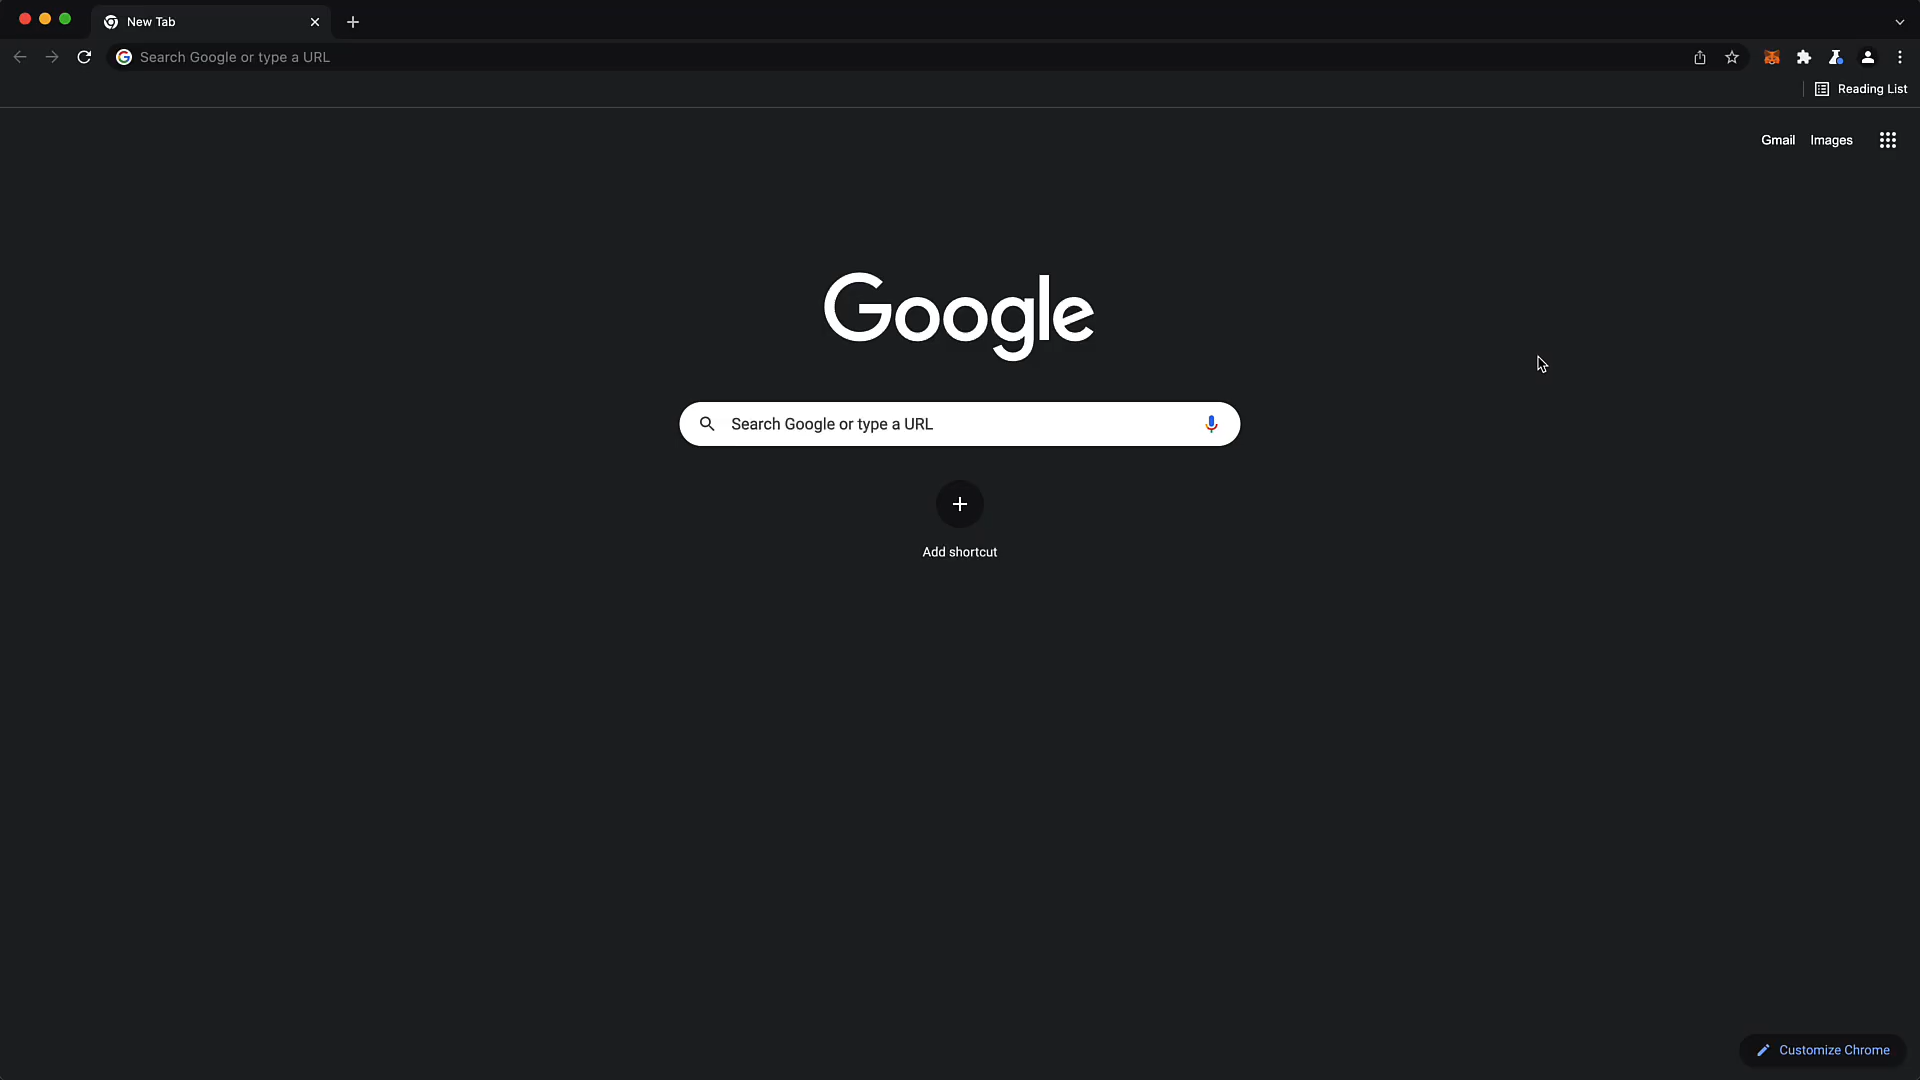 New Tab
Search Google or type a URL
Reading List
Gmail Images
Google
Search Google or type a URL
Add shortcut
Customize Chrome